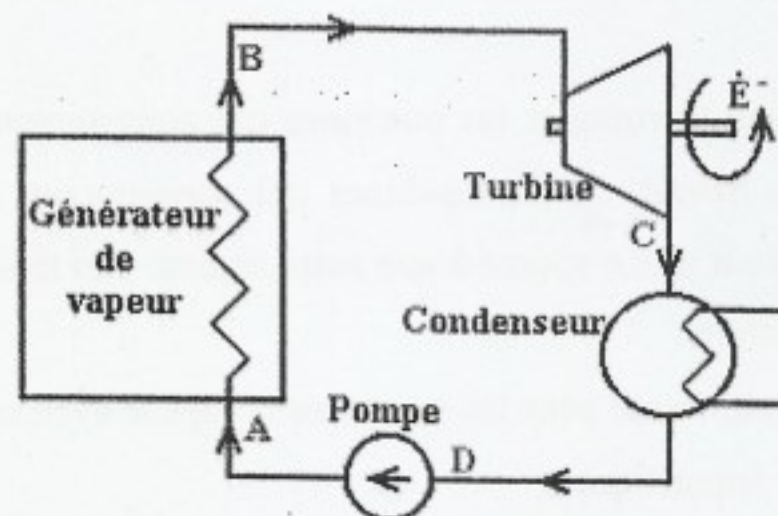 B
Ė-
Générateur
de
vapeur
Turbine
C
Condenseur
A
Pompe
D